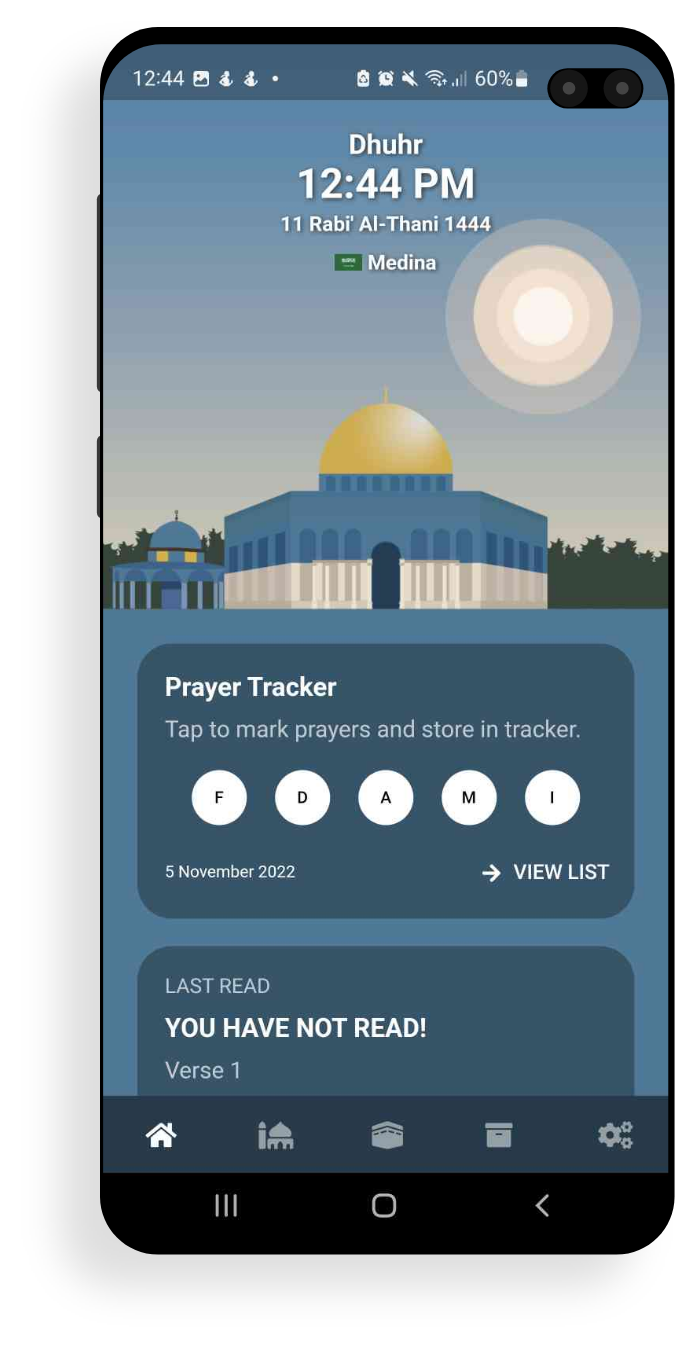 12:44 60%
Dhuhr
12:44 PM
11 Rabi' Al-Thani 1444
Medina
Prayer Tracker
Tap to mark prayers and store in tracker.
F D A M I
5 November 2022 VIEW LIST
LAST READ
YOU HAVE NOT READ!
Verse 1